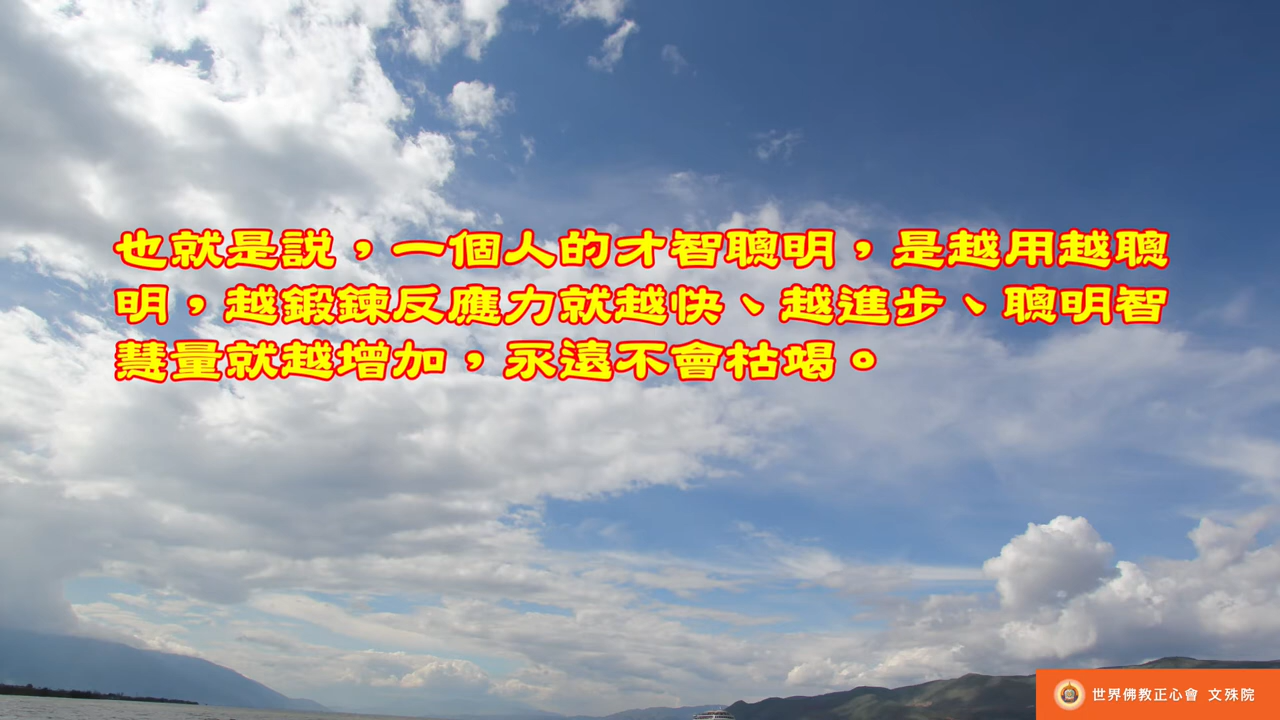 也就是説，一個人的才智聰明，是越用越聰
明，越鍛鍊反應力就越快、越進步、聰明智
慧量就越增加，永遠不會枯竭。
世界佛教正心會 文殊院